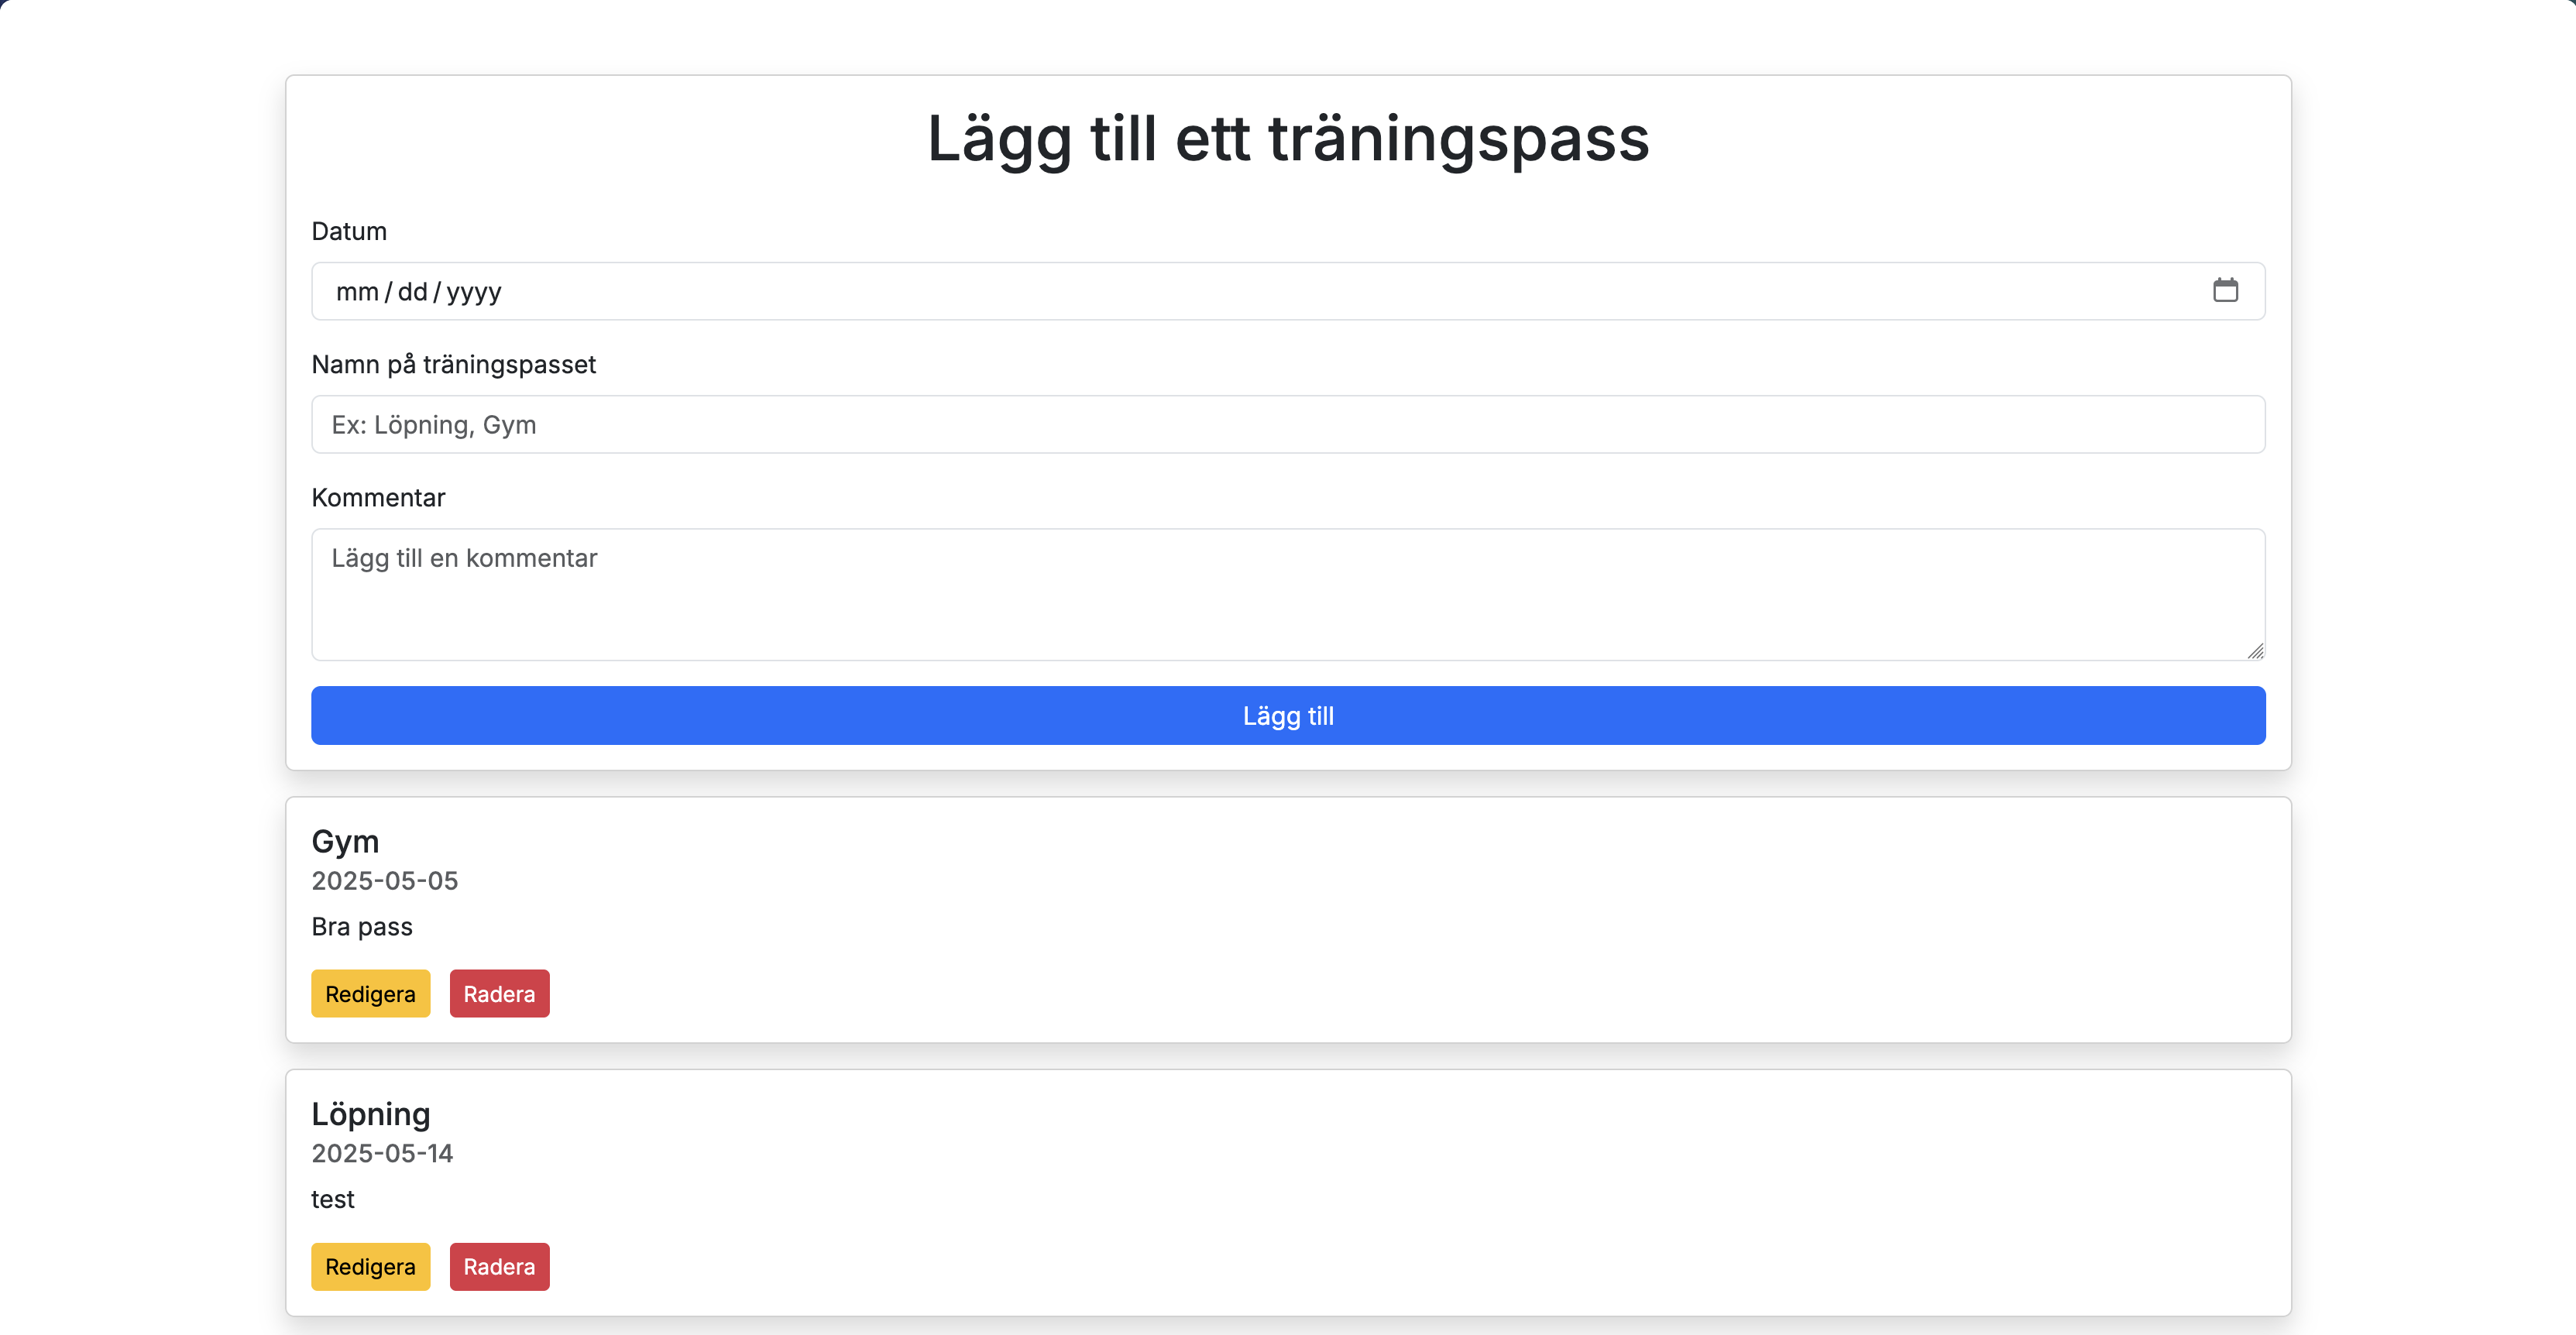 Lägg till ett träningspass
Datum
mm/dd/yyyy
Namn på träningspasset
Ex: Löpning, Gym
Kommentar
Lägg till en kommentar
Lägg till
Gym
2025-05-05
Bra pass
Redigera Radera
Löpning
2025-05-14
test
Redigera Radera